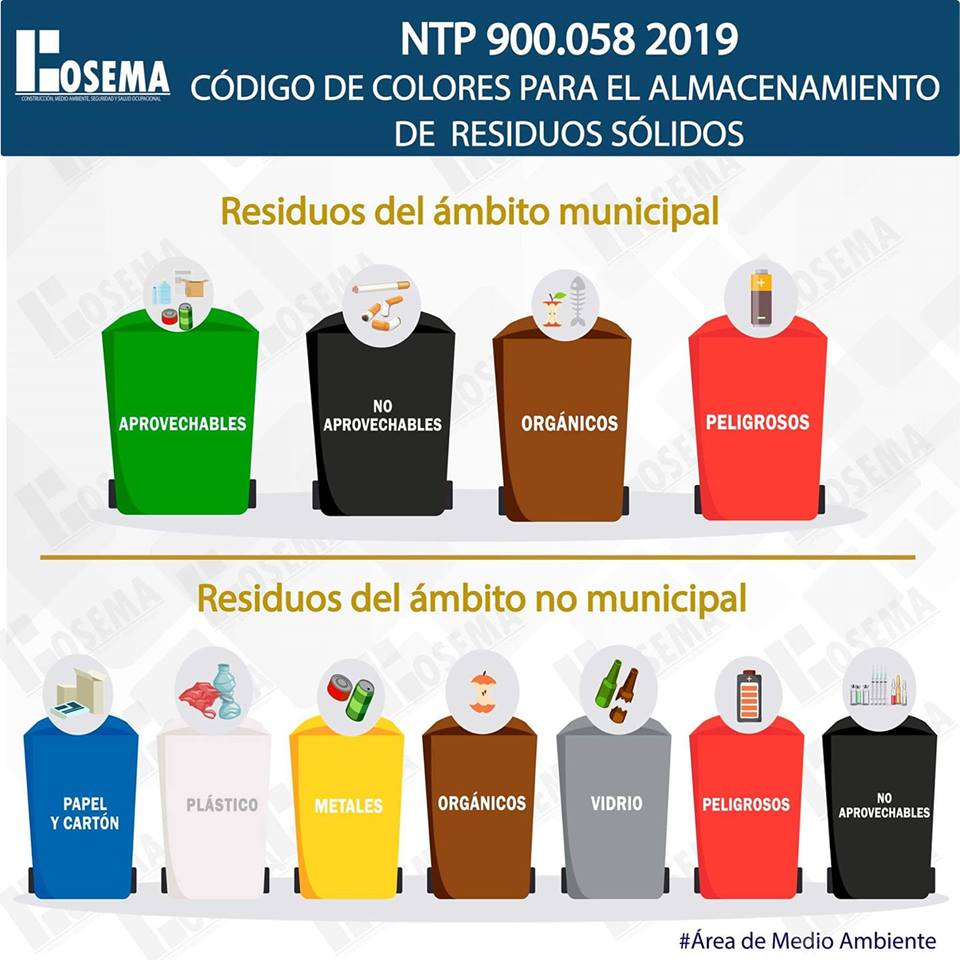 HOSEMA
CONSTRUCCIÓN, MEDIO AMBIENTE, SEGURIDAD Y SALUD OCUPACIONAL
NTP 900.058 2019
CÓDIGO DE COLORES PARA EL ALMACENAMIENTO
DE RESIDUOS SÓLIDOS
Residuos del ámbito municipal
APROVECHABLES
NO
APROVECHABLES
ORGÁNICOS
PELIGROSOS
Residuos del ámbito no municipal
PAPEL
Y CARTÓN
PLÁSTICO
METALES
ORGÁNICOS
VIDRIO
PELIGROSOS
NO
APROVECHABLES
#Área de Medio Ambiente